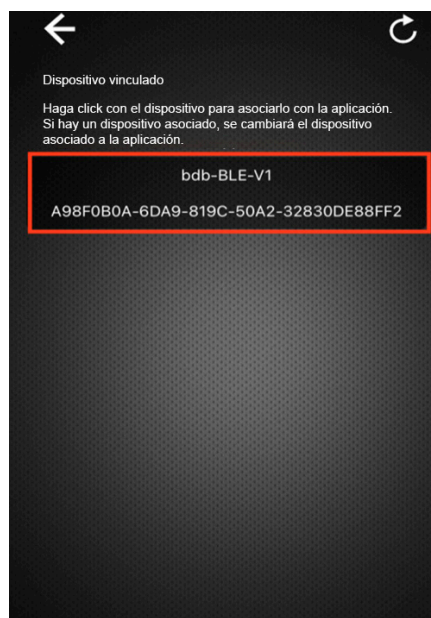 Dispositivo vinculado
Haga click con el dispositivo para asociarlo con la aplicación.
Si hay un dispositivo asociado, se cambiará el dispositivo
asociado a la aplicación.
bdb-BLE-V1
A98F0B0A-6DA9-819C-50A2-32830DE88FF2